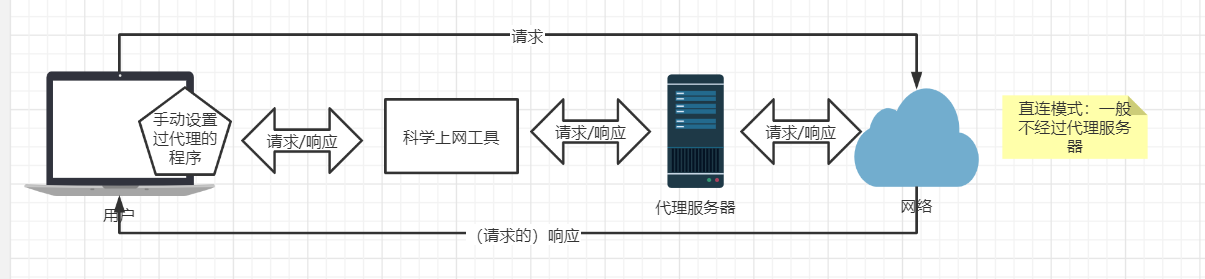 请求
手动设置
过代理的
程序
请求/响应
科学上网工具
请求/响应
请求/响应
直连模式：一般
不经过代理服务
器
用户
代理服务器
网络
（请求的）响应